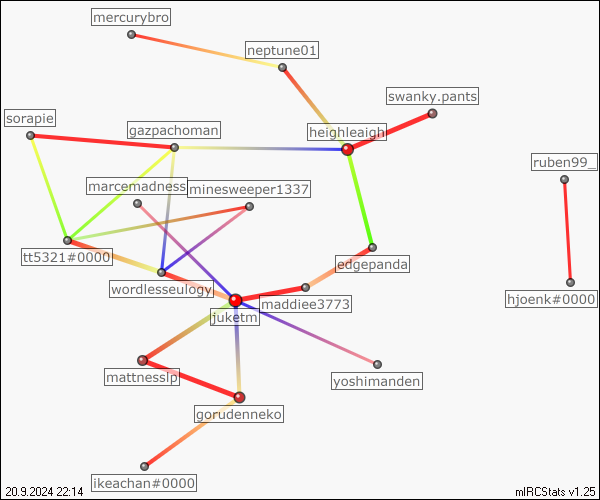 mercurybro
neptune01
swanky.pants
sorapie
gazpachoman
heighleaigh
ruben99_
marcemadness
minesweeper1337
tt5321#0000
edgepanda
wordlesseulogy
maddiee3773
hjoenk#0000
juketm
mattnesslp
yoshimanden
gorudenneko
ikeachan#0000
20.9.2024 22:14
mIRCStats v1.25